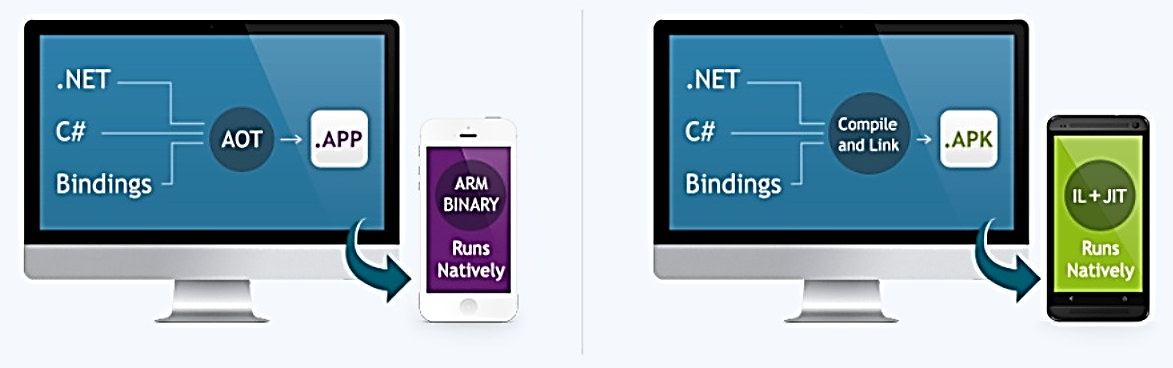 .NET
C#
Bindings
AOT
.APP
ARM
BINARY
Runs
Natively
.NET
C#
Bindings
Compile
and Link
.APK
IL + JIT
Runs
Natively